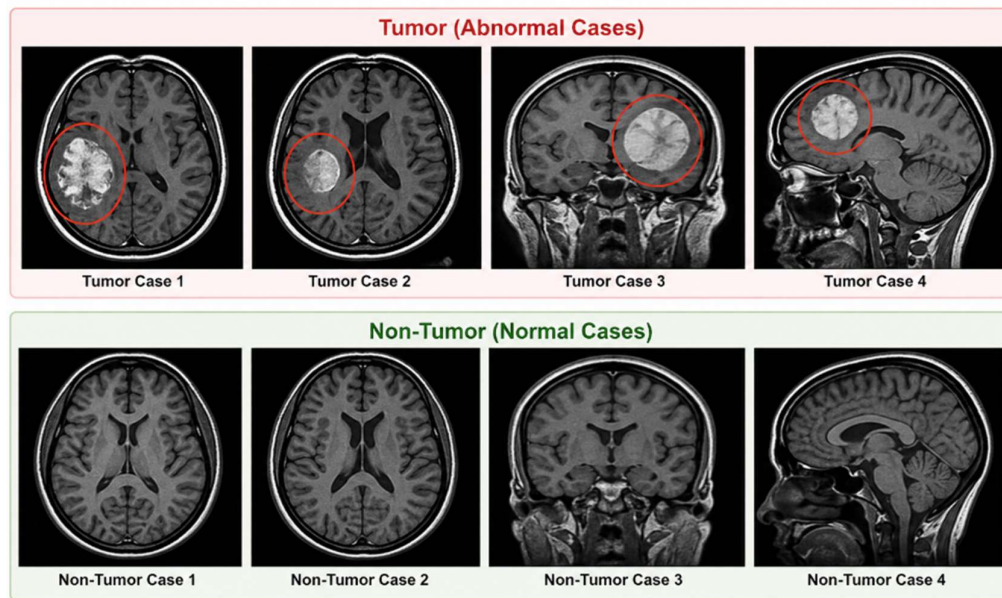 Tumor (Abnormal Cases)
Tumor Case 1
Tumor Case 2
Tumor Case 3
Tumor Case 4
Non-Tumor (Normal Cases)
Non-Tumor Case 1
Non-Tumor Case 2
Non-Tumor Case 3
Non-Tumor Case 4